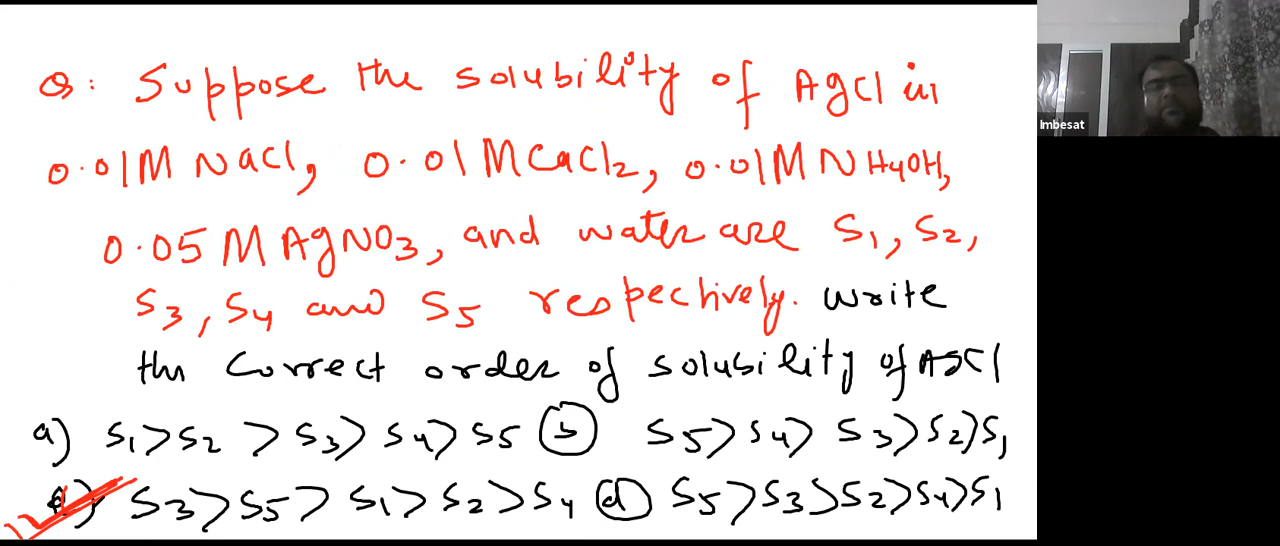 Q: Suppose the solubility of AgCl in
0.01M NaCl, 0.01MCaCl2, 0.01M NH4OH,
0.05 M AgNO3, and water are S1, S2,
S3, S4 and S5 respectively. write
the correct order of solubility of AgCl
a) S1>S2 > S3> S4> S5 (b) S5> S4> S3>S2>S1
c) S3>S5> S1>S2>S4 (d) S5>S3>S2>S4>S1
Imbesat